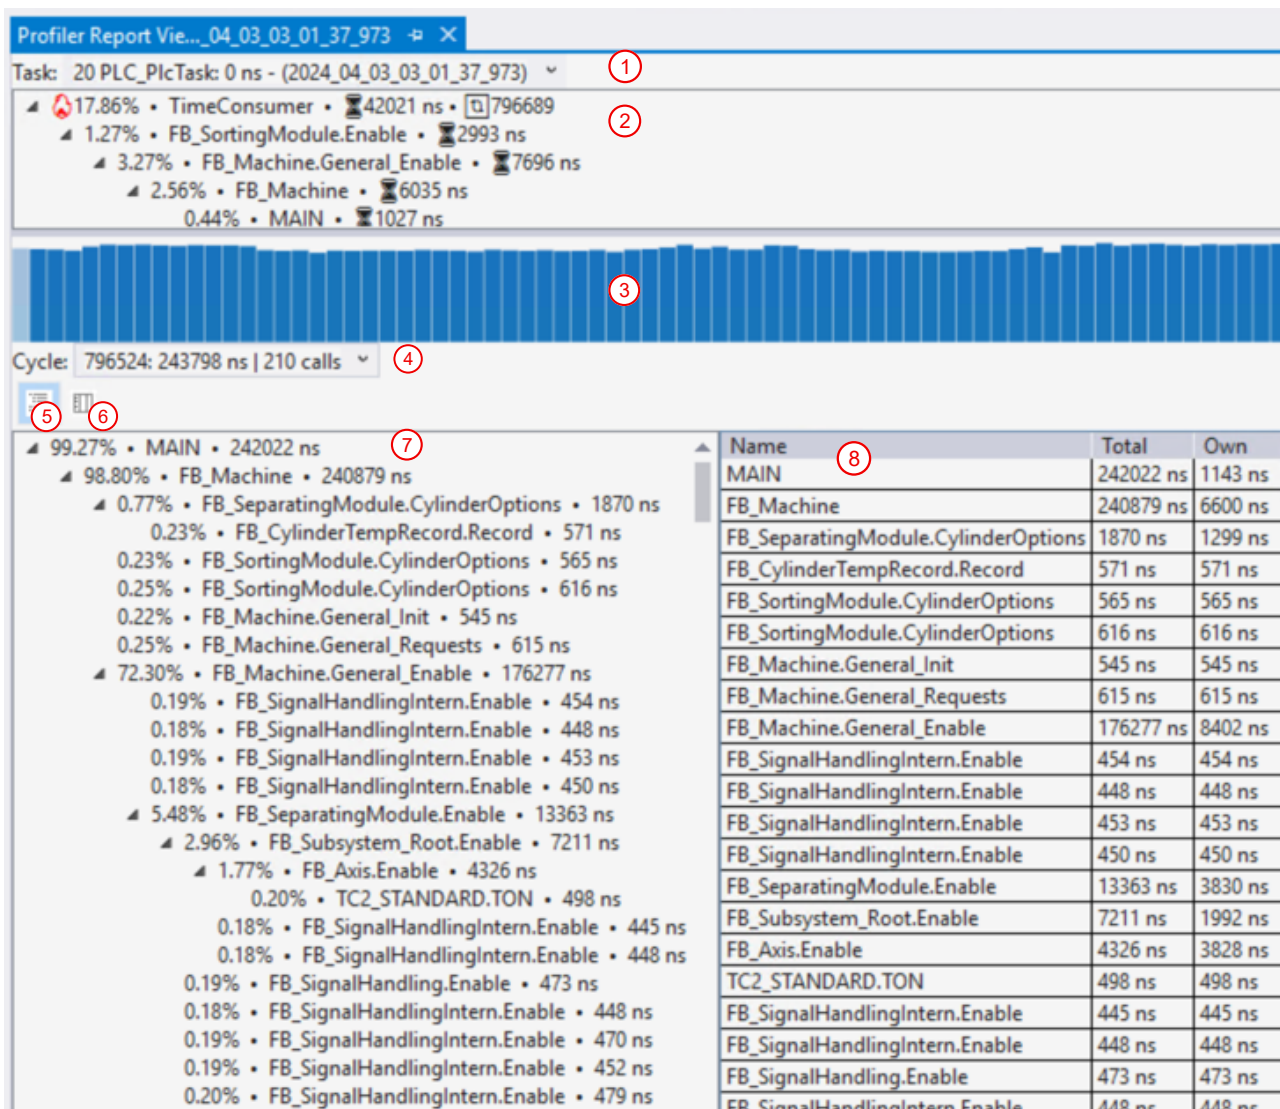 Profiler Report Vie..._04_03_03_01_37_973
Task: 20 PLC_PlcTask: 0 ns - (2024_04_03_03_01_37_973)
1
17.86% • TimeConsumer • 42021 ns • 796689
2
1.27% • FB_SortingModule.Enable • 2993 ns
3.27% • FB_Machine.General_Enable • 7696 ns
2.56% • FB_Machine • 6035 ns
0.44% • MAIN • 1027 ns
3
Cycle: 796524: 243798 ns | 210 calls
4
5
6
99.27% • MAIN • 242022 ns
7
98.80% • FB_Machine • 240879 ns
0.77% • FB_SeparatingModule.CylinderOptions • 1870 ns
0.23% • FB_CylinderTempRecord.Record • 571 ns
0.23% • FB_SortingModule.CylinderOptions • 565 ns
0.25% • FB_SortingModule.CylinderOptions • 616 ns
0.22% • FB_Machine.General_Init • 545 ns
0.25% • FB_Machine.General_Requests • 615 ns
72.30% • FB_Machine.General_Enable • 176277 ns
0.19% • FB_SignalHandlingIntern.Enable • 454 ns
0.18% • FB_SignalHandlingIntern.Enable • 448 ns
0.19% • FB_SignalHandlingIntern.Enable • 453 ns
0.18% • FB_SignalHandlingIntern.Enable • 450 ns
5.48% • FB_SeparatingModule.Enable • 13363 ns
2.96% • FB_Subsystem_Root.Enable • 7211 ns
1.77% • FB_Axis.Enable • 4326 ns
0.20% • TC2_STANDARD.TON • 498 ns
0.18% • FB_SignalHandlingIntern.Enable • 445 ns
0.18% • FB_SignalHandlingIntern.Enable • 448 ns
0.19% • FB_SignalHandling.Enable • 473 ns
0.18% • FB_SignalHandlingIntern.Enable • 448 ns
0.19% • FB_SignalHandlingIntern.Enable • 470 ns
0.19% • FB_SignalHandlingIntern.Enable • 452 ns
0.20% • FB_SignalHandlingIntern.Enable • 479 ns
Name Total Own
8
MAIN 242022 ns 1143 ns
FB_Machine 240879 ns 6600 ns
FB_SeparatingModule.CylinderOptions 1870 ns 1299 ns
FB_CylinderTempRecord.Record 571 ns 571 ns
FB_SortingModule.CylinderOptions 565 ns 565 ns
FB_SortingModule.CylinderOptions 616 ns 616 ns
FB_Machine.General_Init 545 ns 545 ns
FB_Machine.General_Requests 615 ns 615 ns
FB_Machine.General_Enable 176277 ns 8402 ns
FB_SignalHandlingIntern.Enable 454 ns 454 ns
FB_SignalHandlingIntern.Enable 448 ns 448 ns
FB_SignalHandlingIntern.Enable 453 ns 453 ns
FB_SignalHandlingIntern.Enable 450 ns 450 ns
FB_SeparatingModule.Enable 13363 ns 3830 ns
FB_Subsystem_Root.Enable 7211 ns 1992 ns
FB_Axis.Enable 4326 ns 3828 ns
TC2_STANDARD.TON 498 ns 498 ns
FB_SignalHandlingIntern.Enable 445 ns 445 ns
FB_SignalHandlingIntern.Enable 448 ns 448 ns
FB_SignalHandling.Enable 473 ns 473 ns
FB_SignalHandlingIntern.Enable 448 ns 448 ns